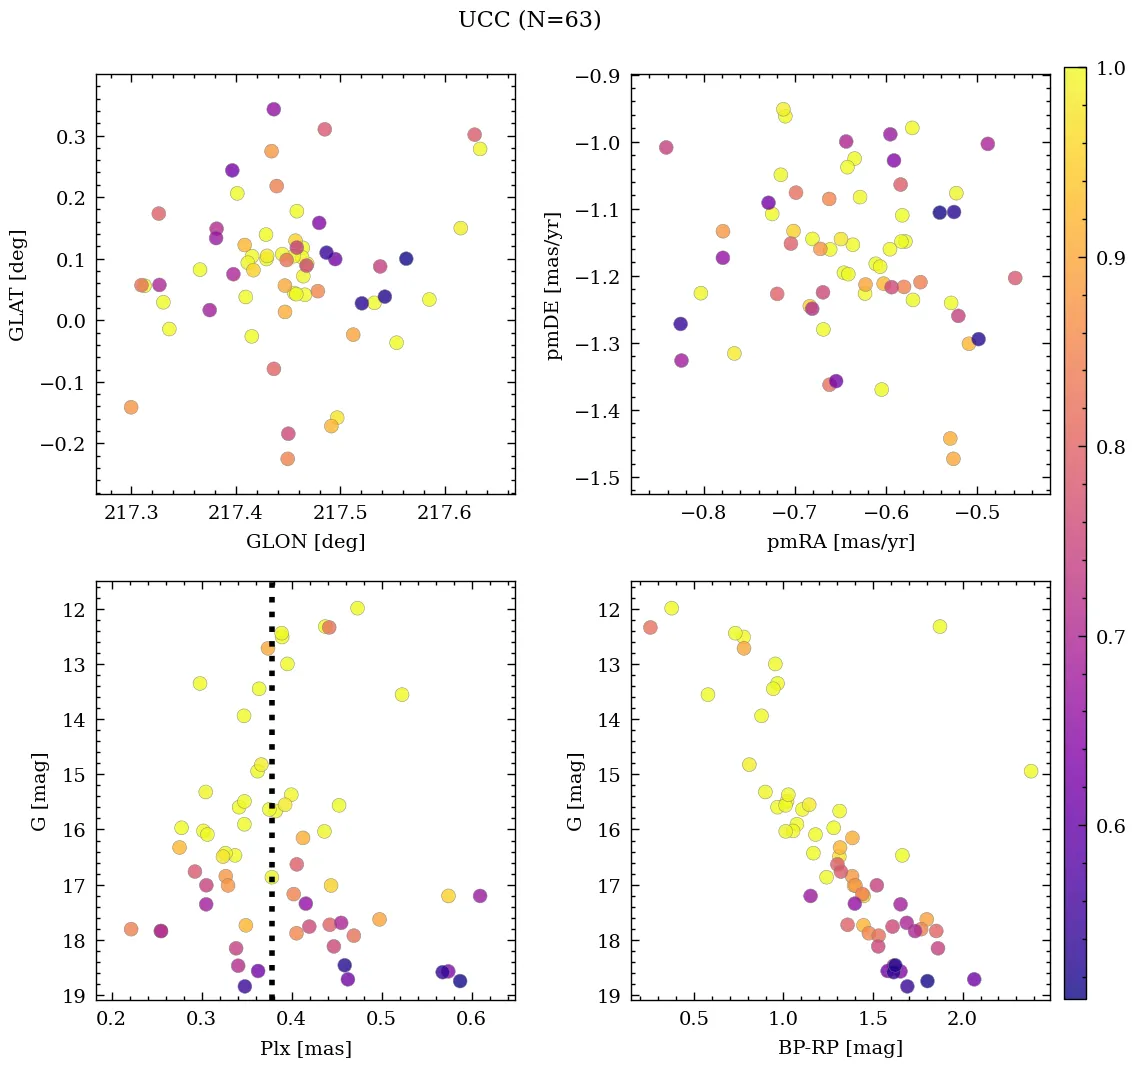 UCC (N=63)
0.3
0.2
0.1
0.0
−0.1
−0.2
GLAT [deg]
217.3 217.4 217.5 217.6
GLON [deg]
−0.9
−1.0
−1.1
−1.2
−1.3
−1.4
−1.5
pmDE [mas/yr]
−0.8 −0.7 −0.6 −0.5
pmRA [mas/yr]
12
13
14
15
16
17
18
19
G [mag]
0.2 0.3 0.4 0.5 0.6
Plx [mas]
12
13
14
15
16
17
18
19
G [mag]
0.5 1.0 1.5 2.0
BP-RP [mag]
1.0
0.9
0.8
0.7
0.6